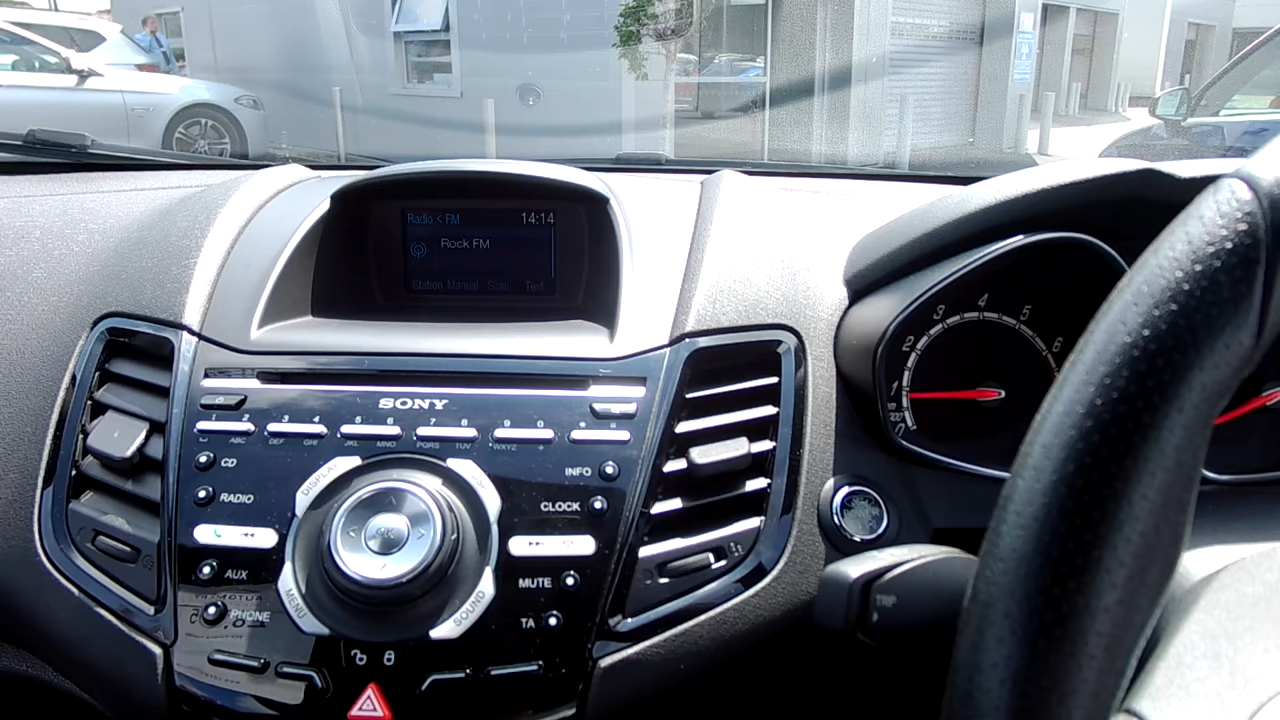 Radio < FM 14:14
Rock FM
Station Manual Scan Text
SONY
1 2 3 4 5 6 7 8 9 0 * #
ABC DEF GHI JKL MNO PQRS TUV WXYZ +
CD
RADIO
AUX
PHONE
DISPLAY
MENU
SOUND
OK
INFO
CLOCK
MUTE
TA
0 1 2 3 4 5 6
TRIP